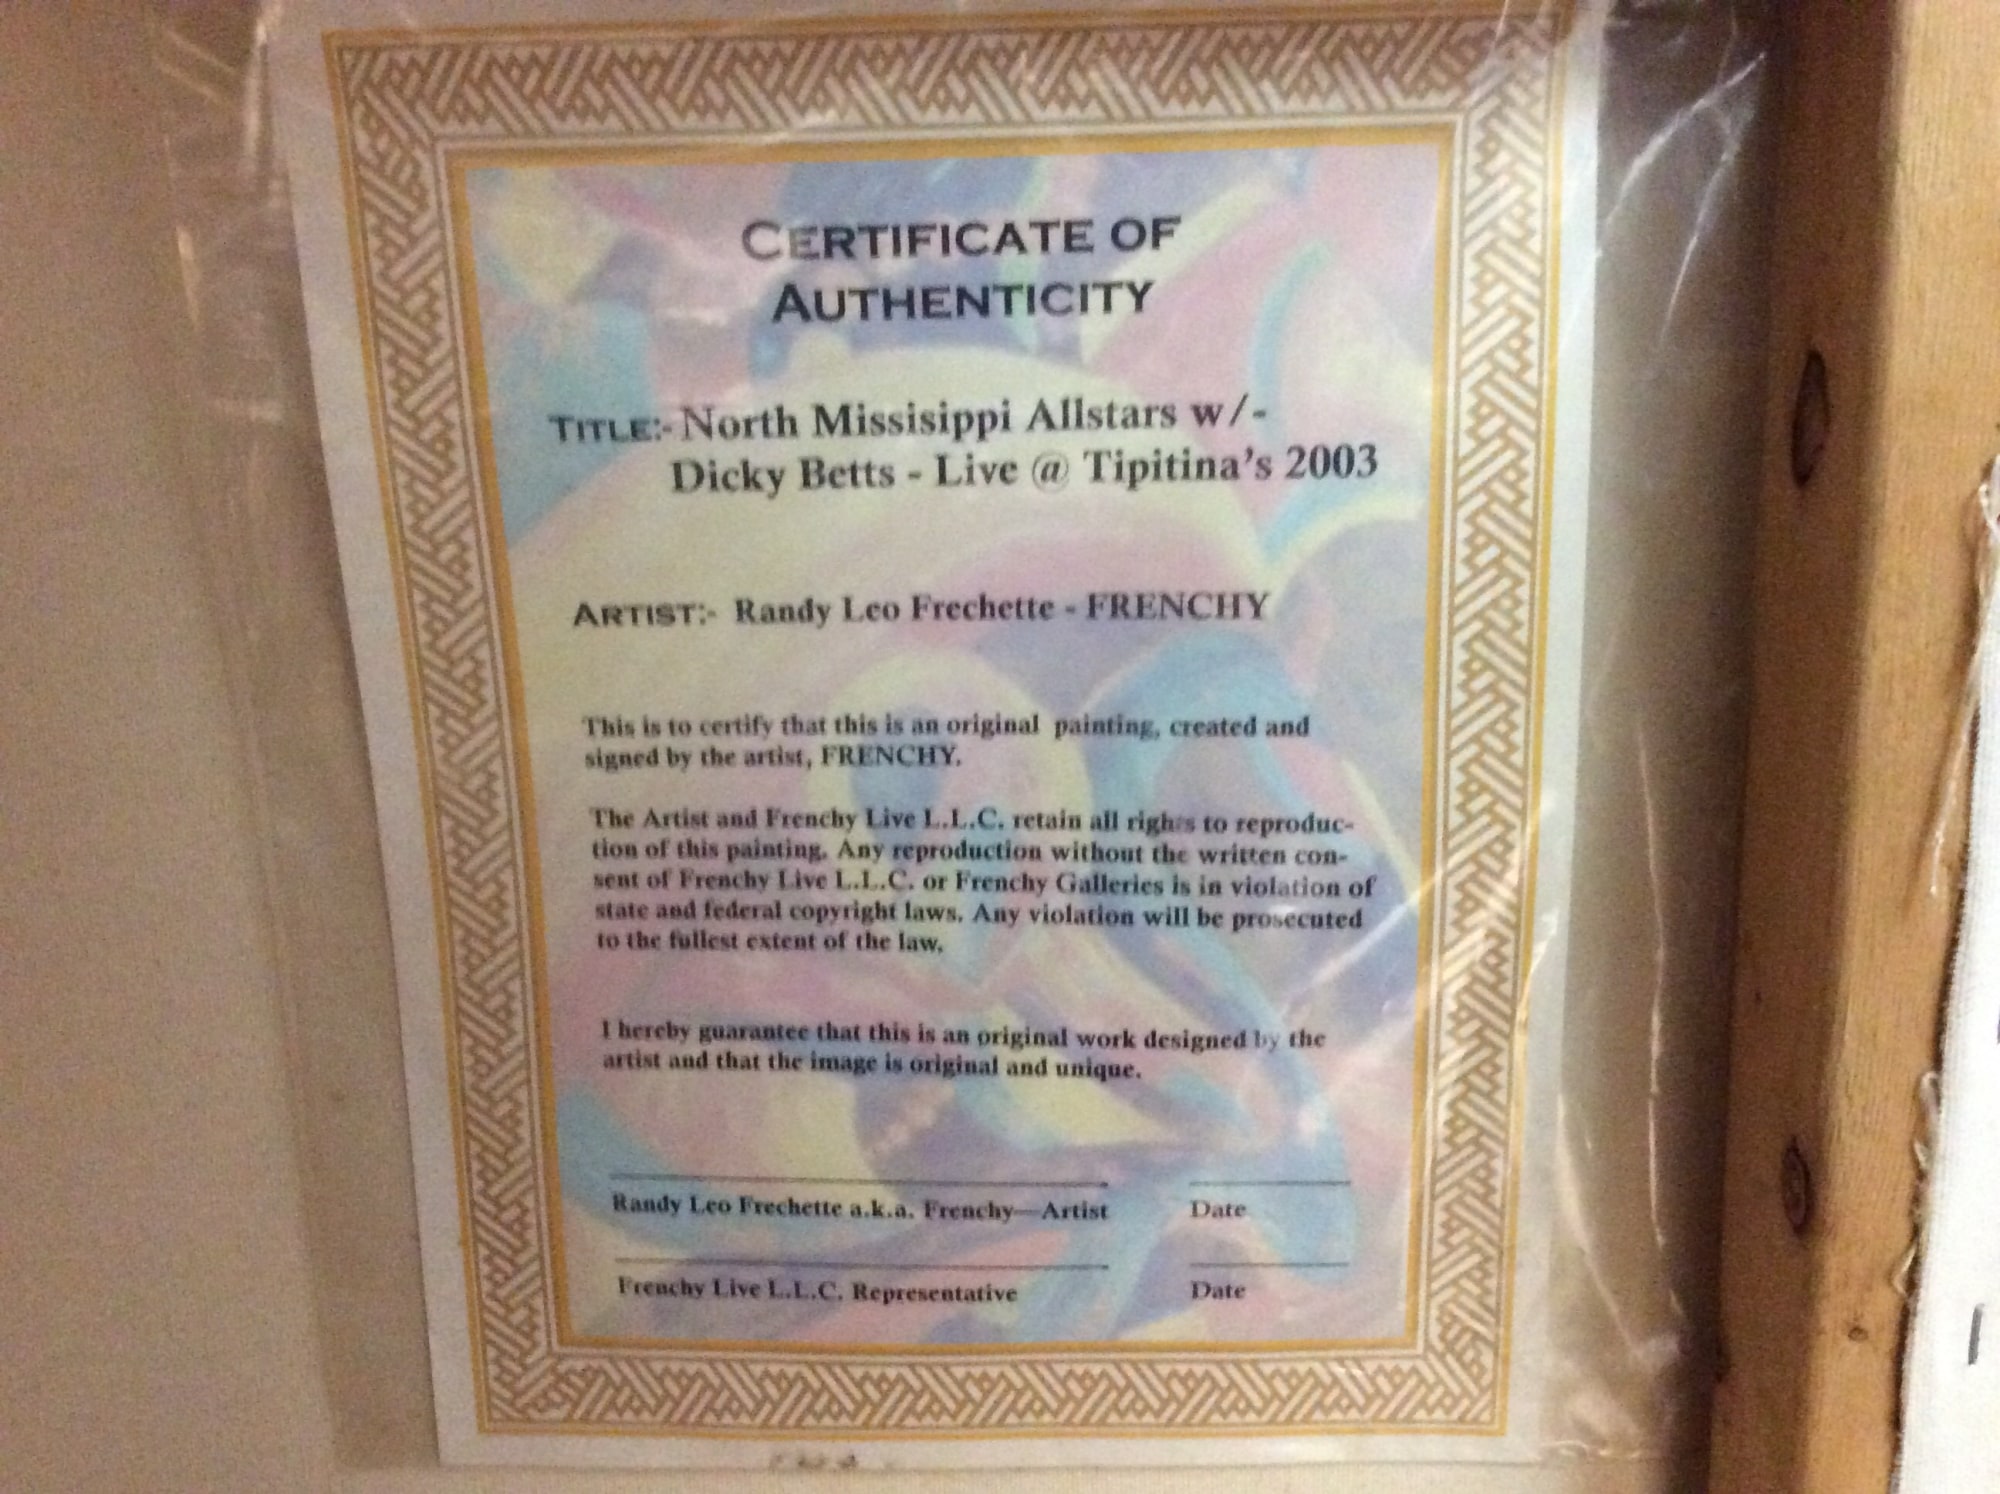 CERTIFICATE OF
AUTHENTICITY
TITLE:- North Missisippi Allstars w/-
Dicky Betts - Live @ Tipitina's 2003
ARTIST:- Randy Leo Frechette - FRENCHY
This is to certify that this is an original painting, created and
signed by the artist, FRENCHY.
The Artist and Frenchy Live L.L.C. retain all rights to reproduc-
tion of this painting. Any reproduction without the written con-
sent of Frenchy Live L.L.C. or Frenchy Galleries is in violation of
state and federal copyright laws. Any violation will be prosecuted
to the fullest extent of the law.
I hereby guarantee that this is an original work designed by the
artist and that the image is original and unique.
Randy Leo Frechette a.k.a. Frenchy—Artist Date
Frenchy Live L.L.C. Representative Date